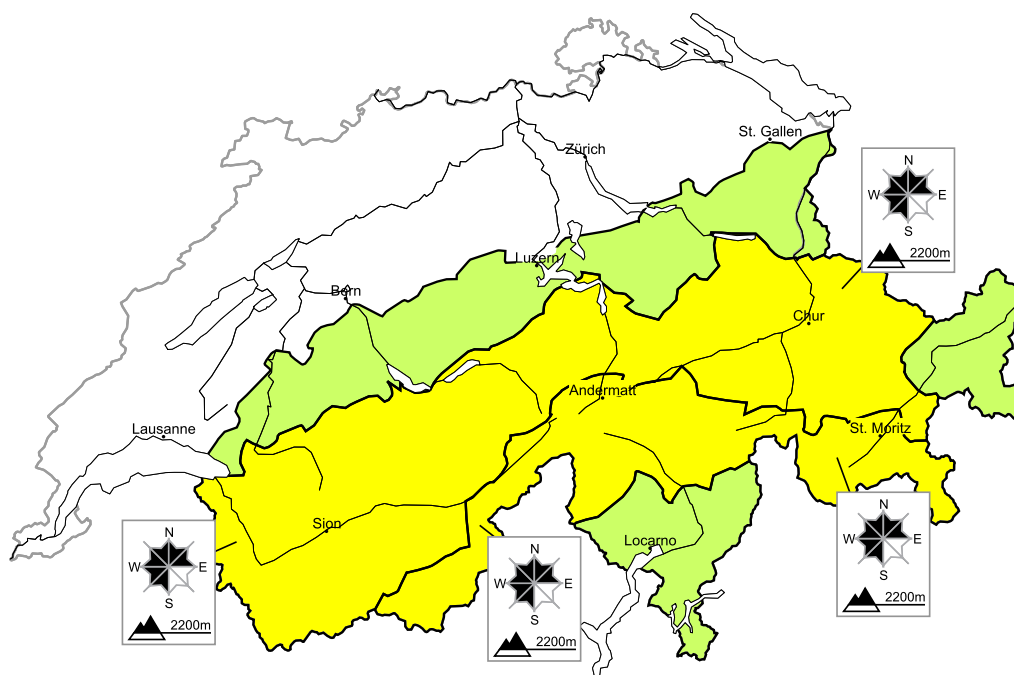 St. Gallen
Zürich
N
W E
S
2200m
Luzern
Bern
Chur
Andermatt
Lausanne
St. Moritz
Sion
Locarno
N
W E
S
2200m
N
W E
S
2200m
N
W E
S
2200m